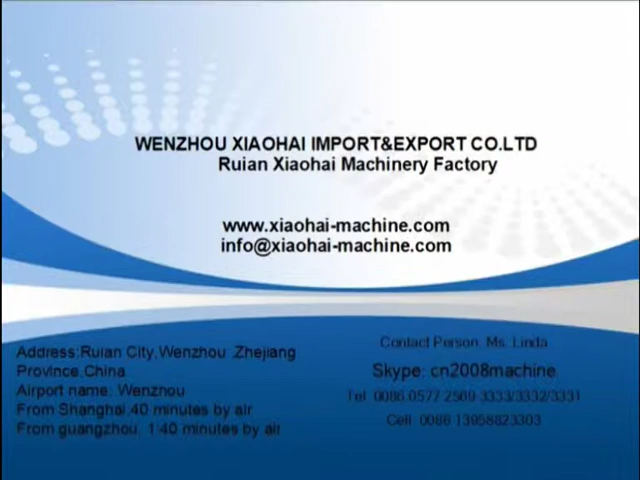 WENZHOU XIAOHAI IMPORT&EXPORT CO.LTD
Ruian Xiaohai Machinery Factory
www.xiaohai-machine.com
info@xiaohai-machine.com
Address:Ruian City,Wenzhou ,Zhejiang
Province,China.
Airport name: Wenzhou
From Shanghai,40 minutes by air
From guangzhou, 1:40 minutes by air
Contact Person: Ms. Linda
Skype: cn2008machine
Tel: 0086.0577.2569 3333/3332/3331
Cell: 0086 13958823303